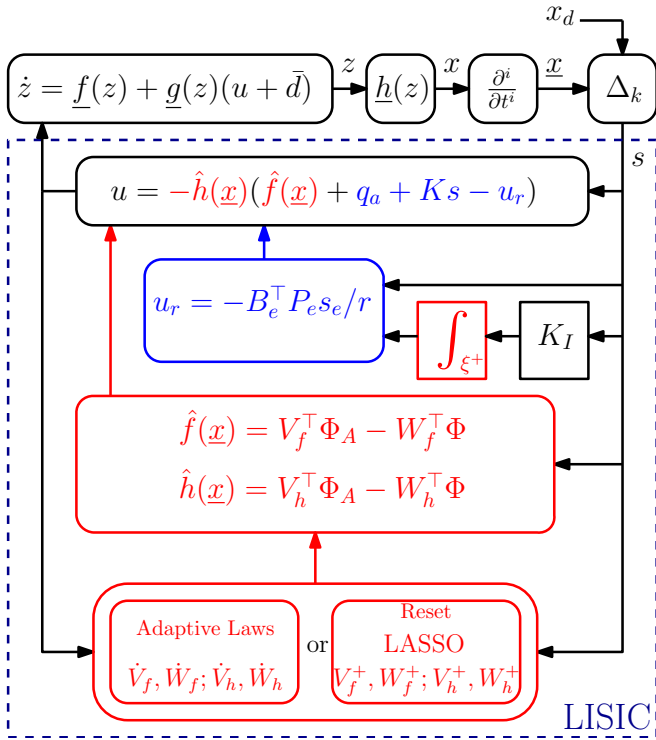 x_d
ż = f̲(z) + g̲(z)(u + d̄)
z
h̲(z)
x
∂^i/∂t^i
x̲
Δ_k
s
u = −ĥ(x̲)(f̂(x̲) + q_a + Ks − u_r)
u_r = −B_e^⊤P_e s_e/r
∫_{ξ^+}
K_I
f̂(x̲) = V_f^⊤Φ_A − W_f^⊤Φ
ĥ(x̲) = V_h^⊤Φ_A − W_h^⊤Φ
Adaptive Laws
V̇_f, Ẇ_f; V̇_h, Ẇ_h
or
Reset
LASSO
V_f^+, W_f^+; V_h^+, W_h^+
LISIC